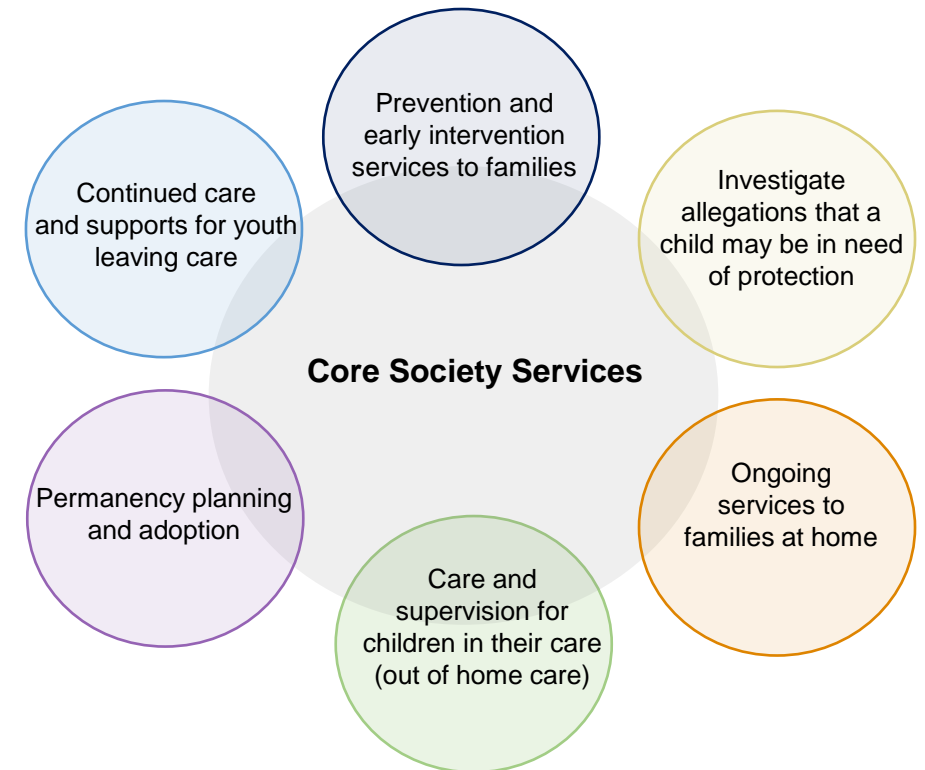 Prevention and
early intervention
services to families
Investigate
allegations that a
child may be in need
of protection
Ongoing
services to
families at home
Care and
supervision for
children in their care
(out of home care)
Permanency planning
and adoption
Continued care
and supports for youth
leaving care
Core Society Services